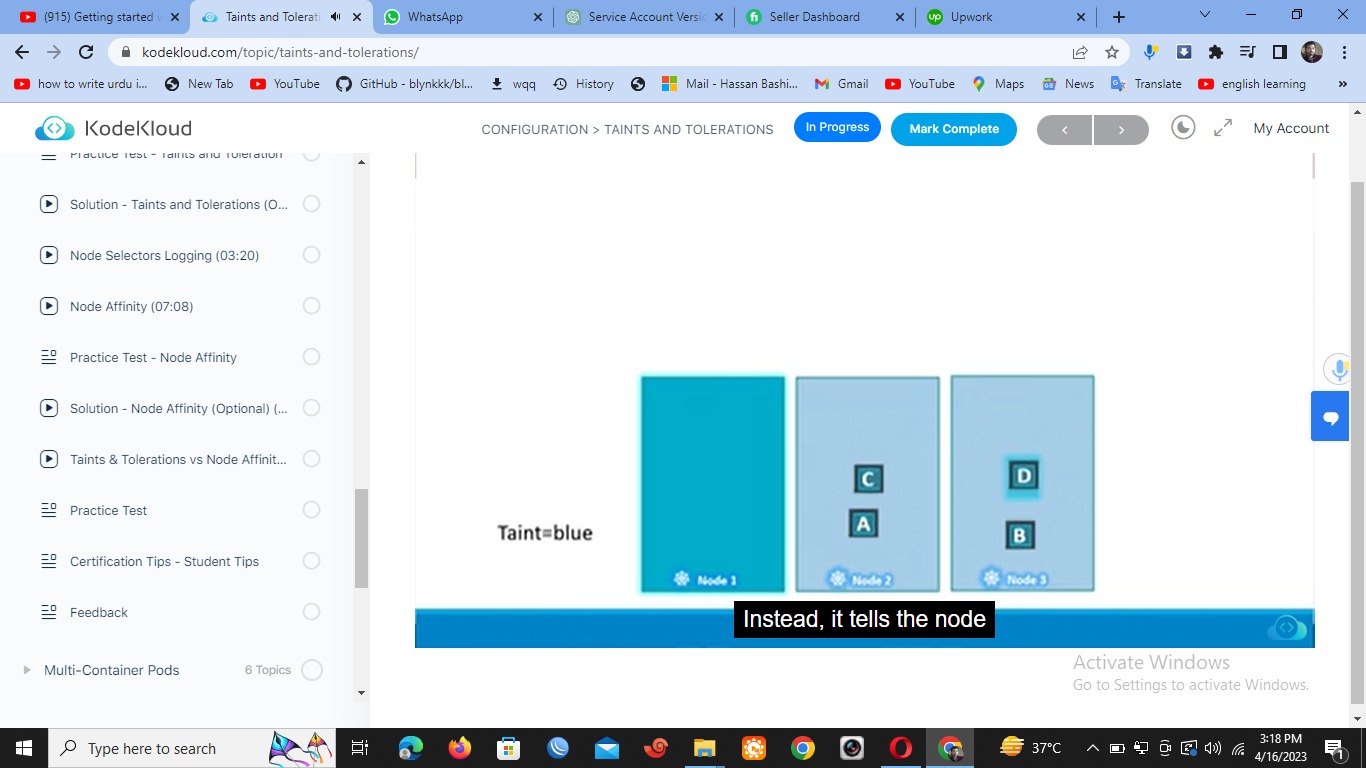 (915) Getting started v
Taints and Tolerati
WhatsApp
Service Account Versio
Seller Dashboard
Upwork
kodekloud.com/topic/taints-and-tolerations/
how to write urdu i...
New Tab
YouTube
GitHub - blynkkk/bl...
wqq
History
Mail - Hassan Bashi...
Gmail
YouTube
Maps
News
Translate
english learning
»
KodeKloud
CONFIGURATION > TAINTS AND TOLERATIONS
In Progress
Mark Complete
<
>
My Account
Practice Test - Taints and Toleration
Solution - Taints and Tolerations (O...
Node Selectors Logging (03:20)
Node Affinity (07:08)
Practice Test - Node Affinity
Solution - Node Affinity (Optional) (...
Taints & Tolerations vs Node Affinit...
Practice Test
Certification Tips - Student Tips
Feedback
Multi-Container Pods
6 Topics
C
D
A
B
Taint=blue
Node 1
Node 2
Node 3
Instead, it tells the node
Activate Windows
Go to Settings to activate Windows.
Type here to search
37°C
3:18 PM
4/16/2023
1